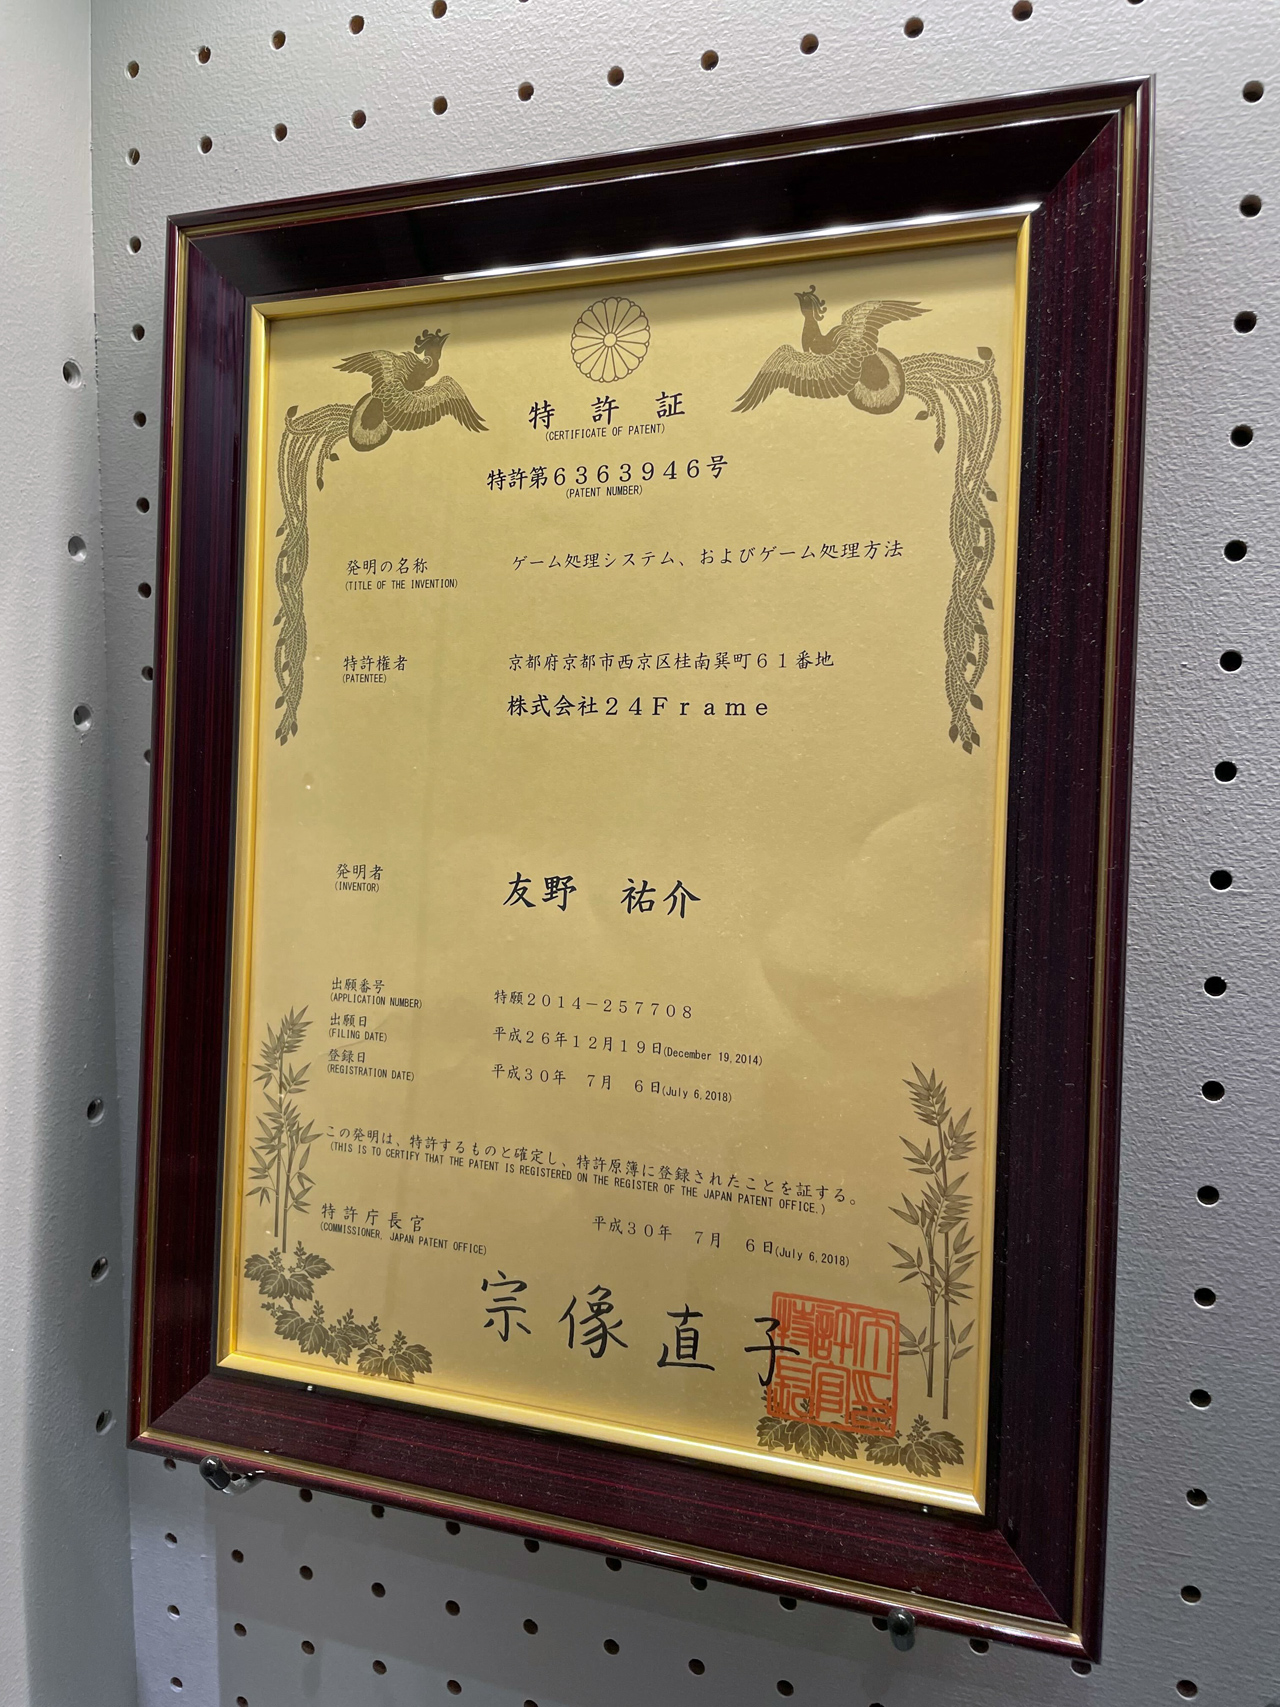 特許証
(CERTIFICATE OF PATENT)
特許第6363946号
(PATENT NUMBER)
発明の名称
(TITLE OF THE INVENTION)
ゲーム処理システム、およびゲーム処理方法
特許権者
(PATENTEE)
京都府京都市西京区桂南巽町61番地
株式会社24Frame
発明者
(INVENTOR)
友野 祐介
出願番号
(APPLICATION NUMBER)
特願2014-257708
出願日
(FILING DATE)
平成26年12月19日(December 19,2014)
登録日
(REGISTRATION DATE)
平成30年 7月 6日(July 6,2018)
この発明は、特許するものと確定し、特許原簿に登録されたことを証する。
(THIS IS TO CERTIFY THAT THE PATENT IS REGISTERED ON THE REGISTER OF THE JAPAN PATENT OFFICE.)
平成30年 7月 6日(July 6,2018)
特許庁長官
(COMMISSIONER, JAPAN PATENT OFFICE)
宗像直子